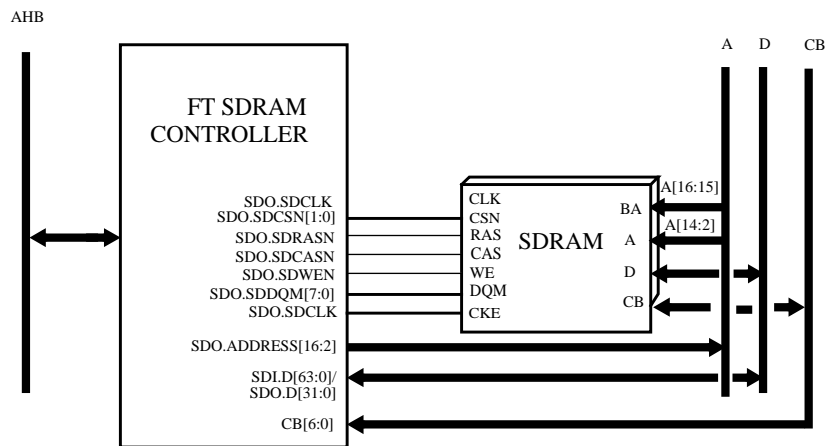 AHB
A
D
CB
FT SDRAM
CONTROLLER
SDO.SDCLK
SDO.SDCSN[1:0]
SDO.SDRASN
SDO.SDCASN
SDO.SDWEN
SDO.SDDQM[7:0]
SDO.SDCLK
SDO.ADDRESS[16:2]
SDI.D[63:0]/
SDO.D[31:0]
CB[6:0]
CLK
CSN
RAS
CAS
WE
DQM
CKE
SDRAM
BA
A
D
CB
A[16:15]
A[14:2]